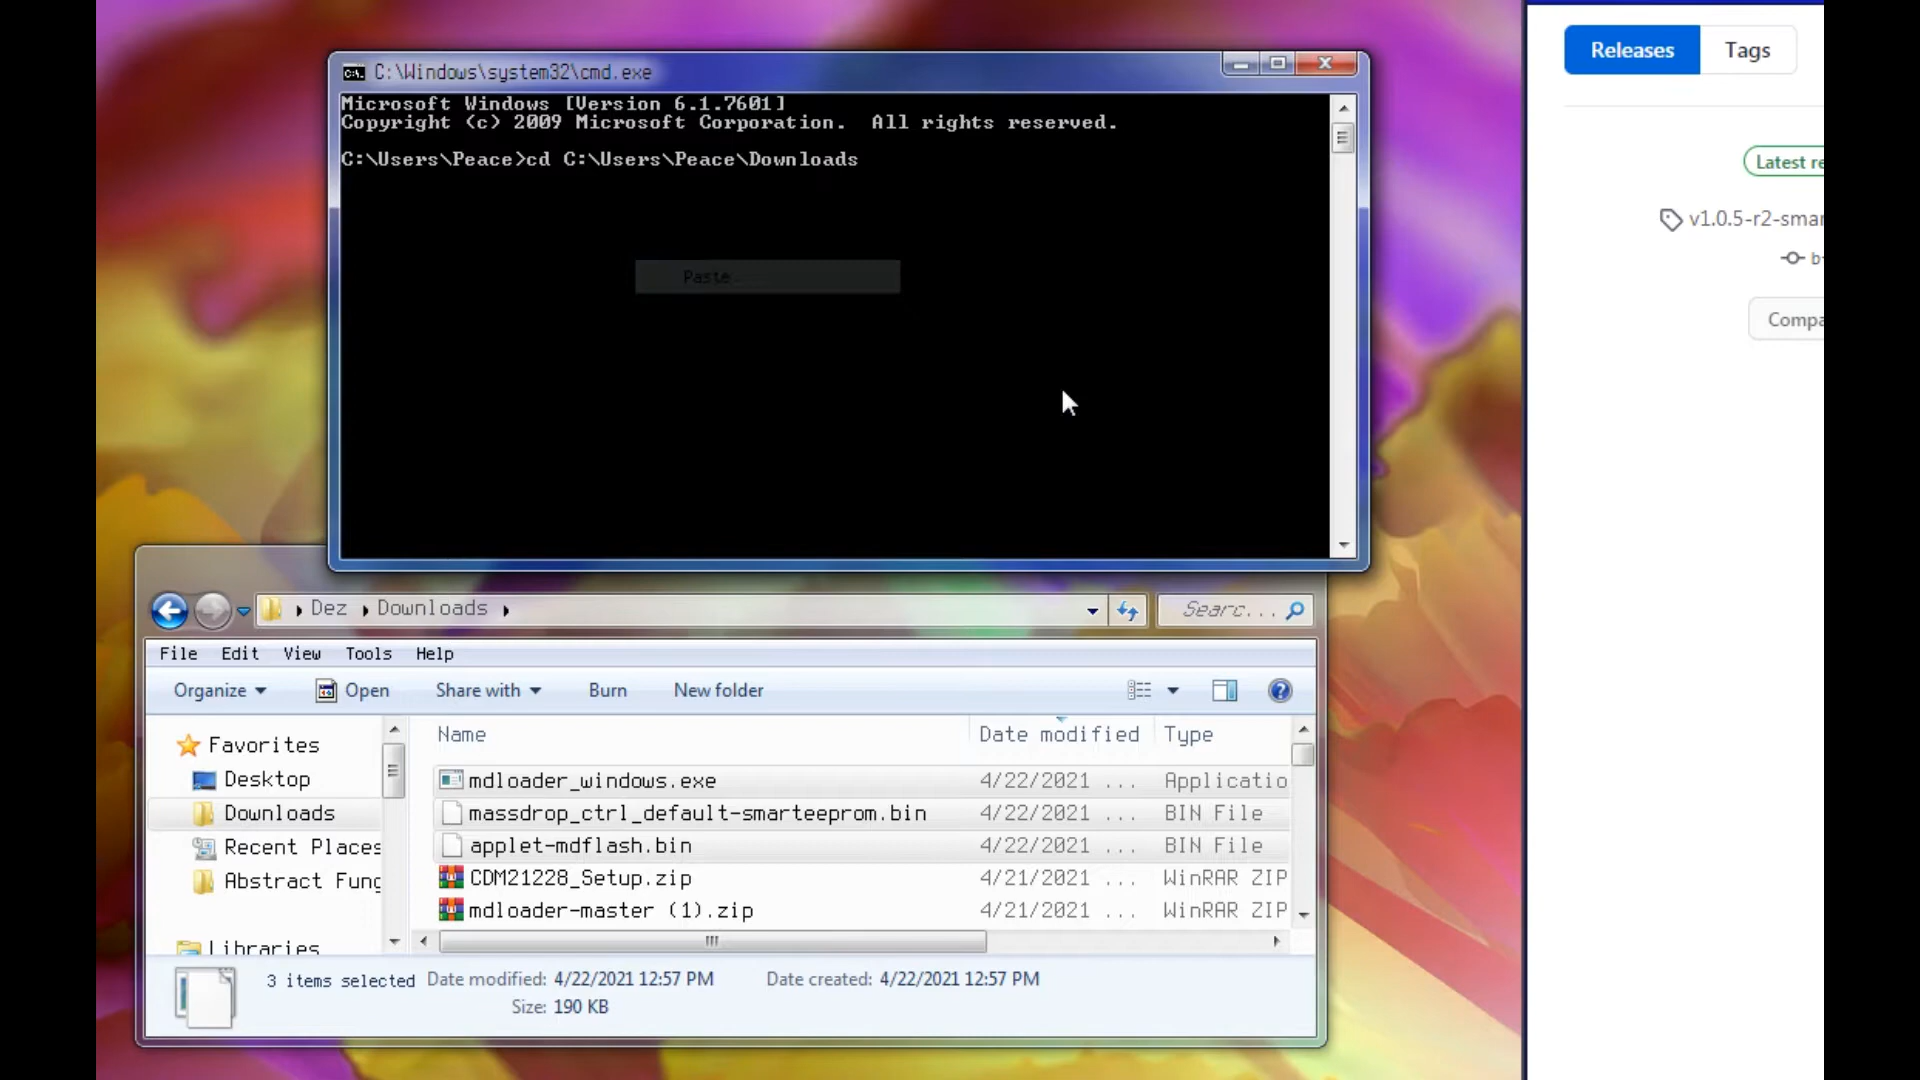 C:\Windows\system32\cmd.exe
Microsoft Windows [Version 6.1.7601]
Copyright (c) 2009 Microsoft Corporation.  All rights reserved.
C:\Users\Peace>cd C:\Users\Peace\Downloads
Paste
Releases
Tags
Latest re
v1.0.5-r2-smar
Compa
Dez
Downloads
Searc...
File
Edit
View
Tools
Help
Organize
Open
Share with
Burn
New folder
Favorites
Desktop
Downloads
Recent Places
Abstract Fung
Libraries
Name
Date modified
Type
mdloader_windows.exe
4/22/2021 ...
Applicatio
massdrop_ctrl_default-smarteeprom.bin
4/22/2021 ...
BIN File
applet-mdflash.bin
4/22/2021 ...
BIN File
CDM21228_Setup.zip
4/21/2021 ...
WinRAR ZIP
mdloader-master (1).zip
4/21/2021 ...
WinRAR ZIP
3 items selected
Date modified: 4/22/2021 12:57 PM
Date created: 4/22/2021 12:57 PM
Size: 190 KB